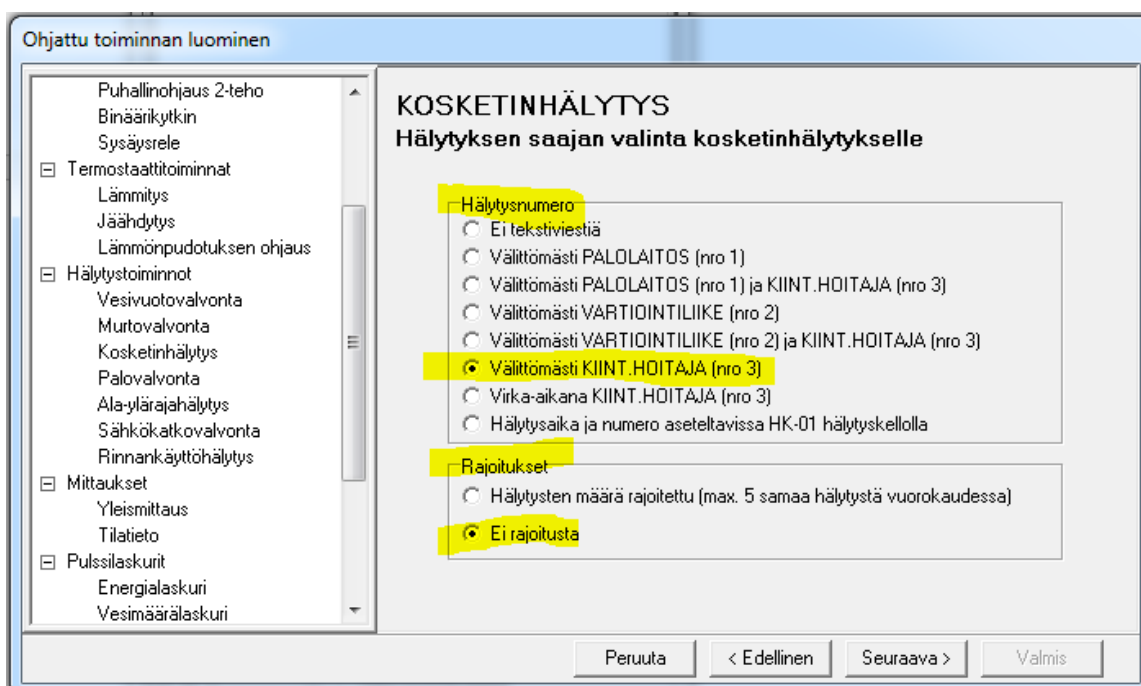 Ohjattu toiminnan luominen
Puhallinohjaus 2-teho
Binäärikytkin
Sysäysrele
Termostaattitoiminnat
Lämmitys
Jäähdytys
Lämmönpudotuksen ohjaus
Hälytystoiminnot
Vesivuotovalvonta
Murtovalvonta
Kosketinhälytys
Palovalvonta
Ala-ylärajahälytys
Sähkökatkovalvonta
Rinnankäyttöhälytys
Mittaukset
Yleismittaus
Tilatieto
Pulssilaskurit
Energialaskuri
Vesimäärälaskuri
KOSKETINHÄLYTYS
Hälytyksen saajan valinta kosketinhälytykselle
Hälytysnumero
Ei tekstiviestiä
Välittömästi PALOLAITOS (nro 1)
Välittömästi PALOLAITOS (nro 1) ja KIINT.HOITAJA (nro 3)
Välittömästi VARTIOINTILIIKE (nro 2)
Välittömästi VARTIOINTILIIKE (nro 2) ja KIINT.HOITAJA (nro 3)
Välittömästi KIINT.HOITAJA (nro 3)
Virka-aikana KIINT.HOITAJA (nro 3)
Hälytysaika ja numero aseteltavissa HK-01 hälytyskellolla
Rajoitukset
Hälytysten määrä rajoitettu (max. 5 samaa hälytystä vuorokaudessa)
Ei rajoitusta
Peruuta
< Edellinen
Seuraava >
Valmis